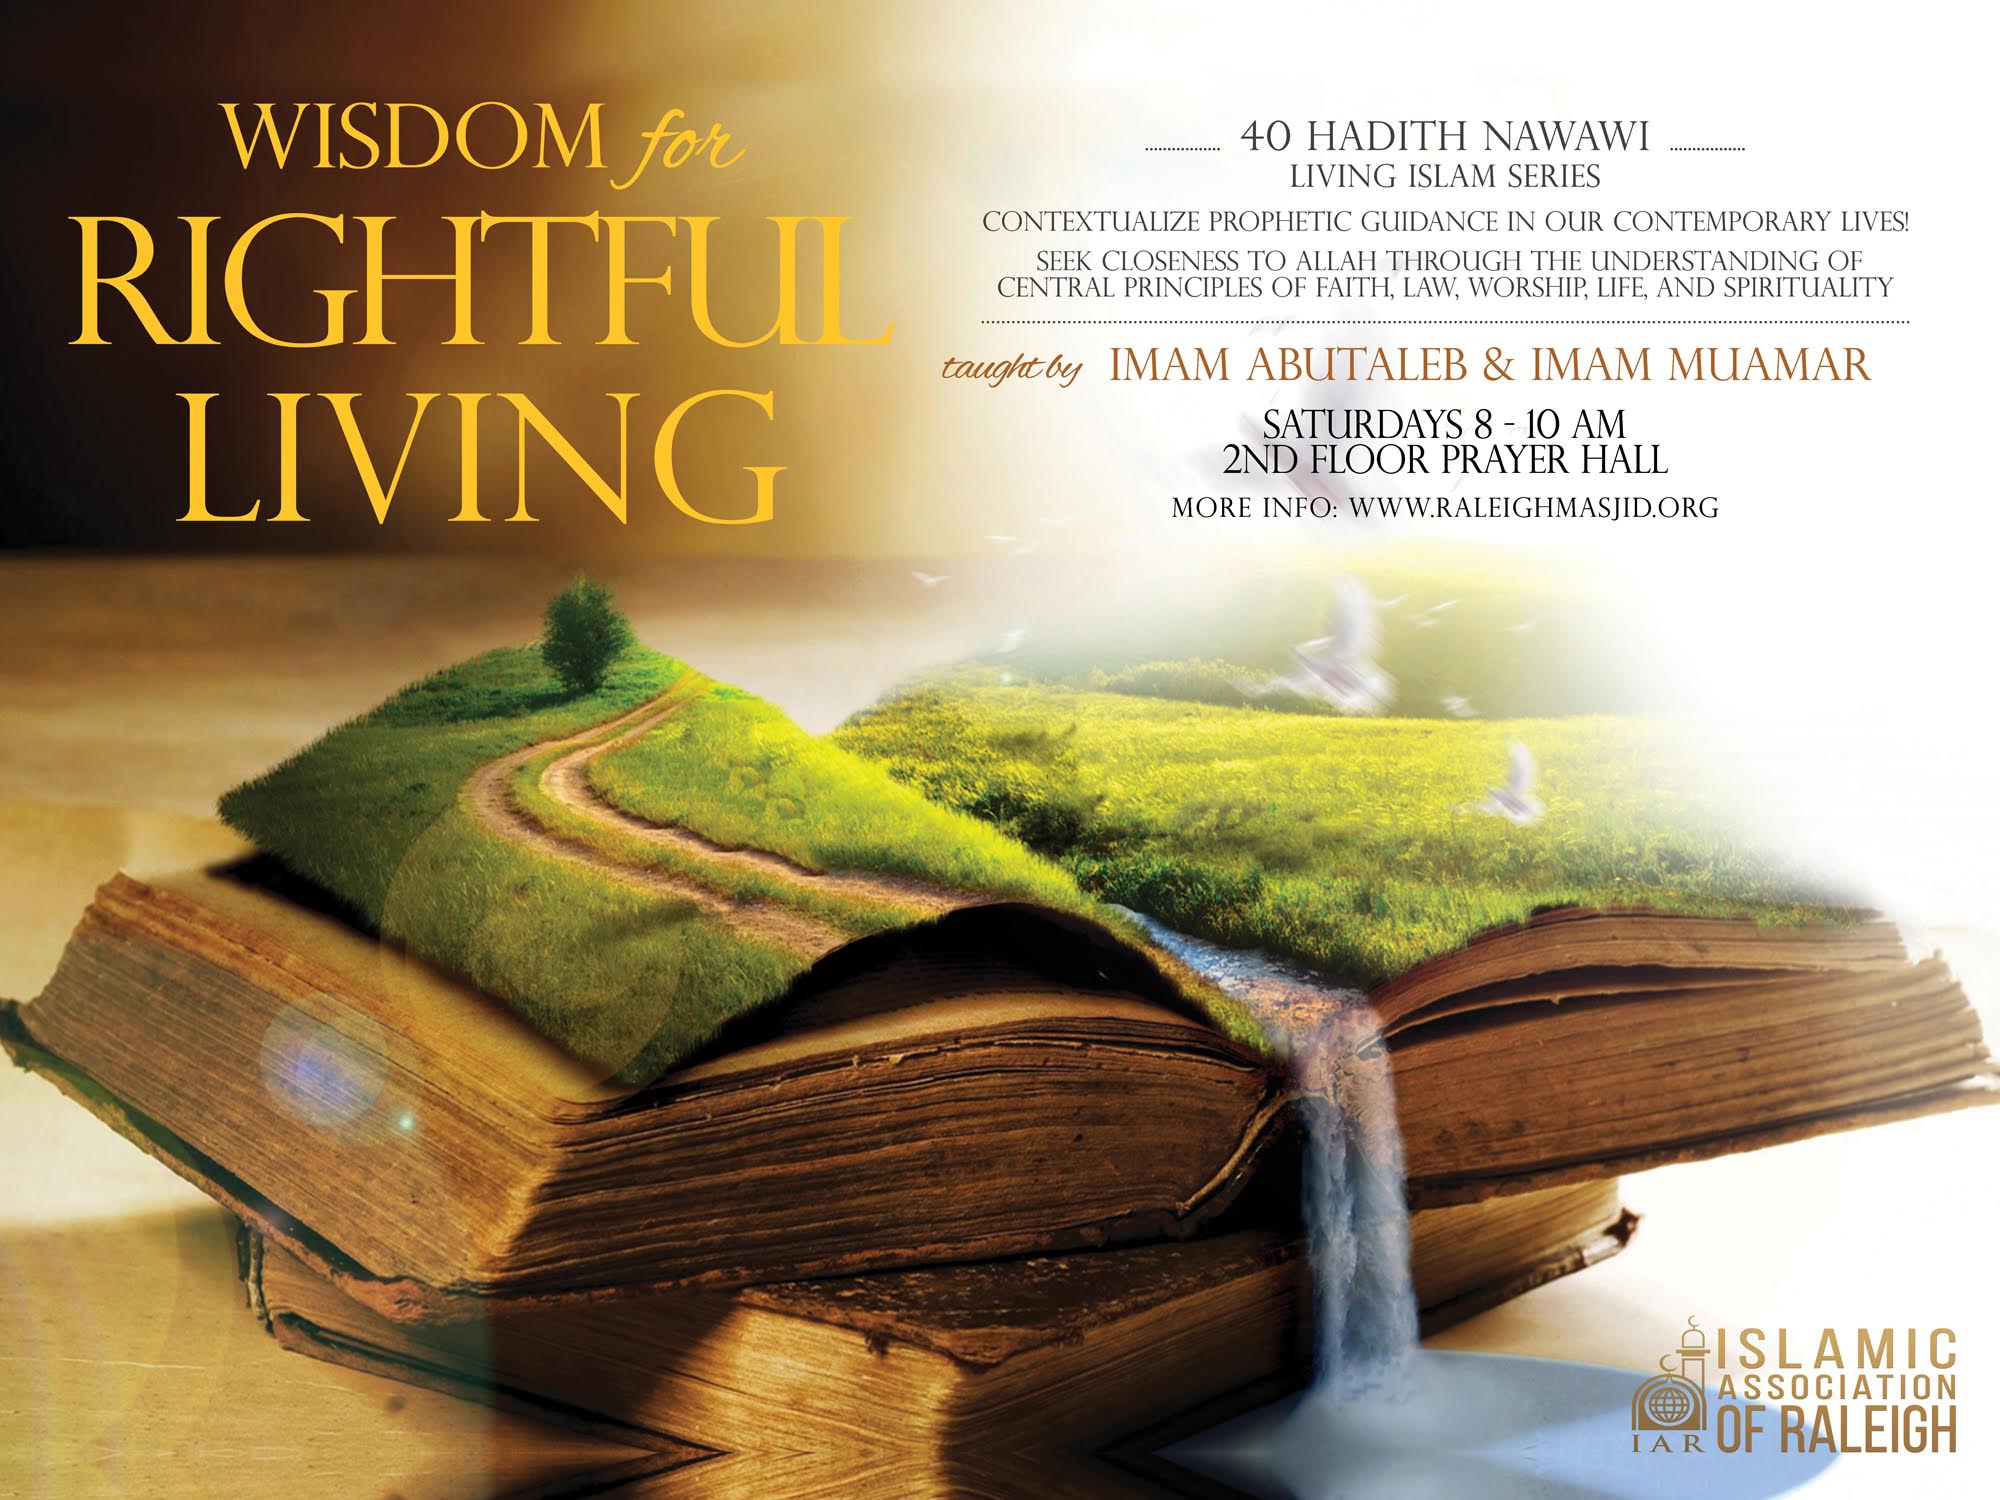 WISDOM for
RIGHTFUL
LIVING
40 HADITH NAWAWI
LIVING ISLAM SERIES
CONTEXTUALIZE PROPHETIC GUIDANCE IN OUR CONTEMPORARY LIVES!
SEEK CLOSENESS TO ALLAH THROUGH THE UNDERSTANDING OF
CENTRAL PRINCIPLES OF FAITH, LAW, WORSHIP, LIFE, AND SPIRITUALITY
taught by IMAM ABUTALEB & IMAM MUAMAR
SATURDAYS 8 - 10 AM
2ND FLOOR PRAYER HALL
MORE INFO: WWW.RALEIGHMASJID.ORG
ISLAMIC
ASSOCIATION
OF RALEIGH
IAR